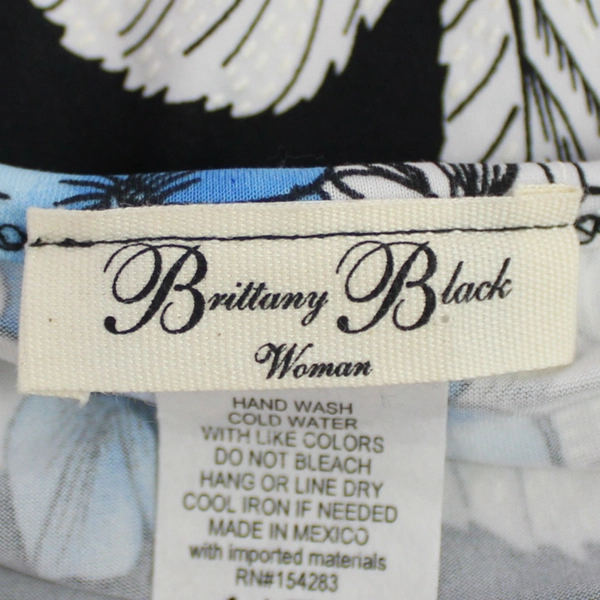 Brittany Black
Woman
HAND WASH
COLD WATER
WITH LIKE COLORS
DO NOT BLEACH
HANG OR LINE DRY
COOL IRON IF NEEDED
MADE IN MEXICO
with imported materials
RN#154283